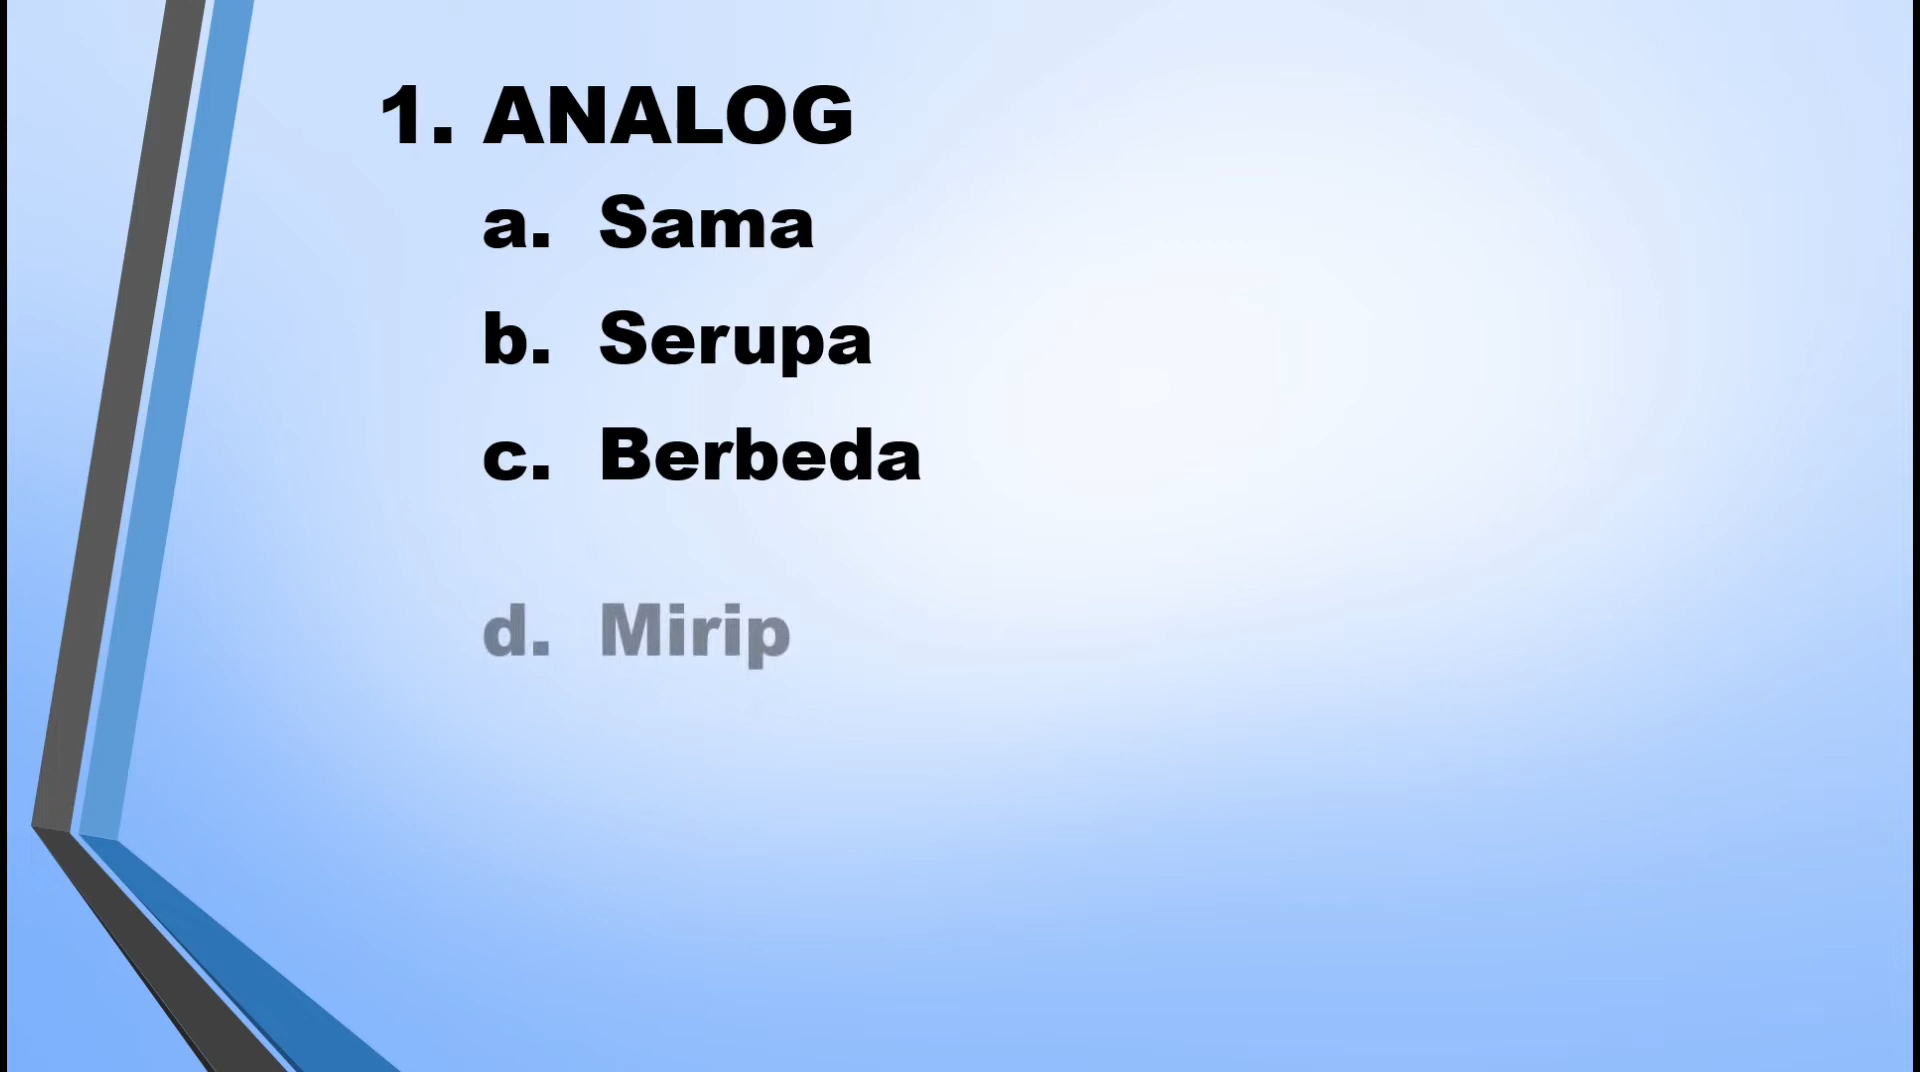 1. ANALOG
a. Sama
b. Serupa
c. Berbeda
d. Mirip